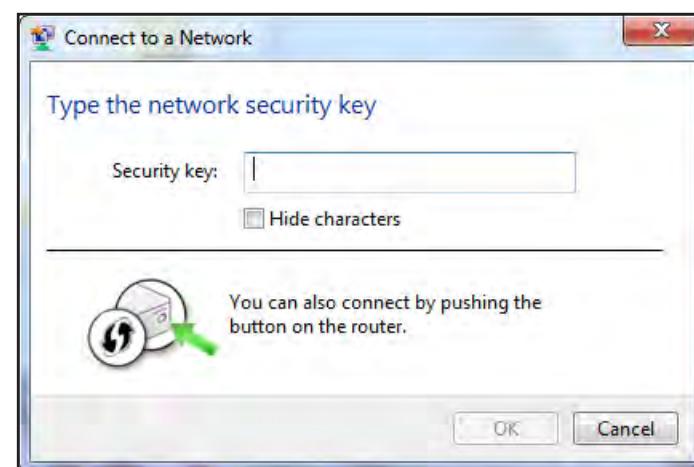 Connect to a Network
Type the network security key
Security key:
Hide characters
You can also connect by pushing the
button on the router.
OK
Cancel